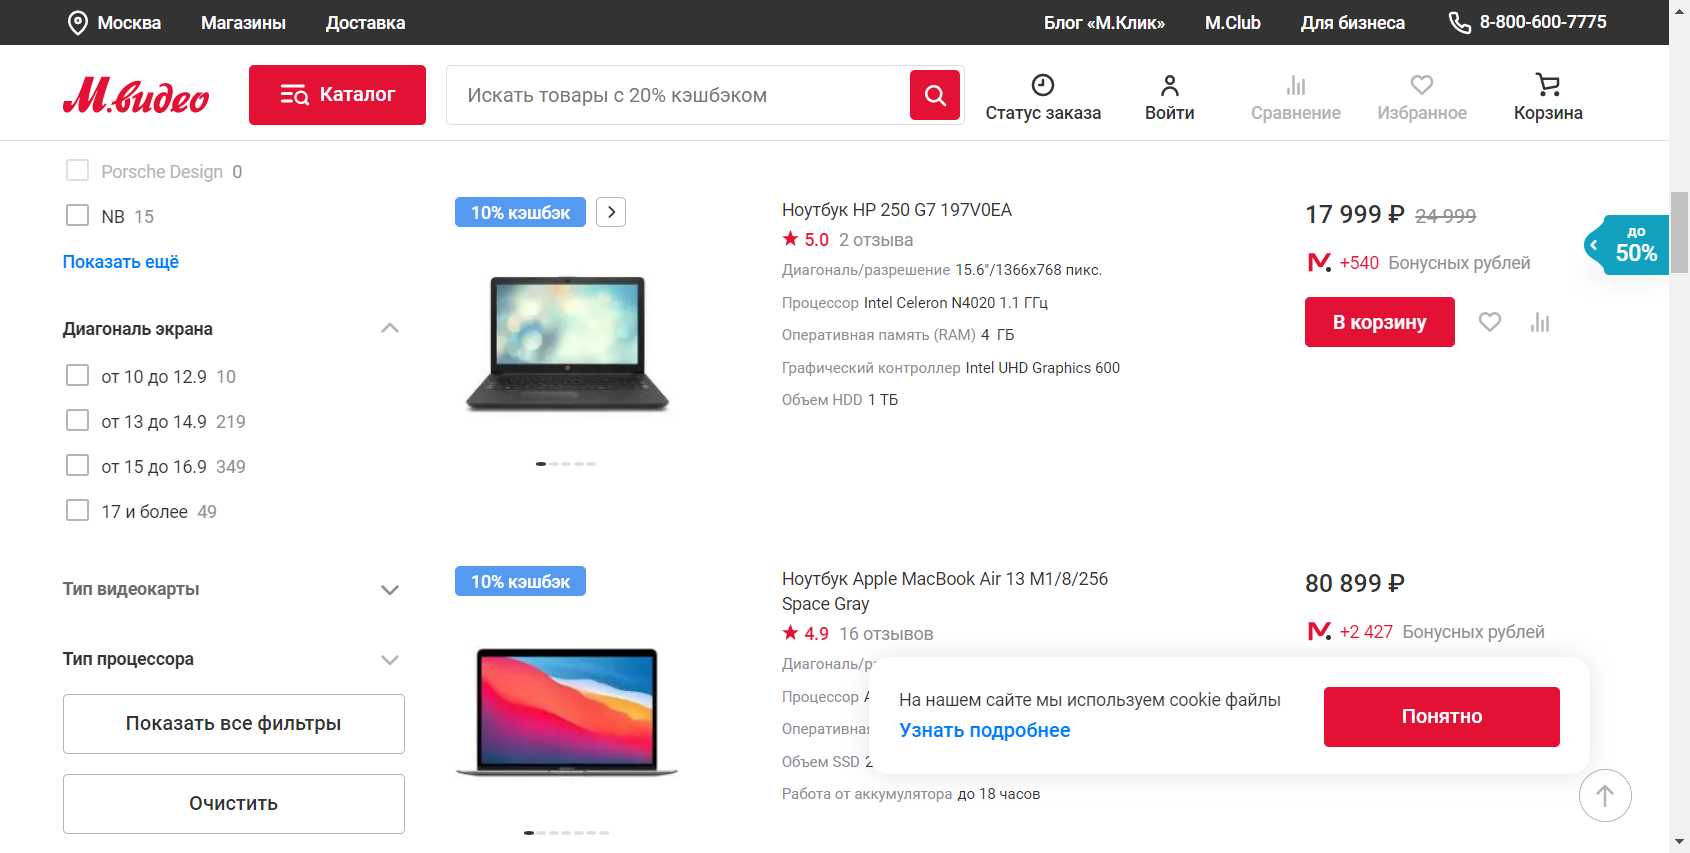 Москва Магазины Доставка Блог «М.Клик» M.Club Для бизнеса 8-800-600-7775
М.видео Каталог Искать товары с 20% кэшбэком Статус заказа Войти Сравнение Избранное Корзина
Porsche Design 0
NB 15
Показать ещё
Диагональ экрана
от 10 до 12.9 10
от 13 до 14.9 219
от 15 до 16.9 349
17 и более 49
Тип видеокарты
Тип процессора
Показать все фильтры
Очистить
10% кэшбэк
Ноутбук HP 250 G7 197V0EA
5.0 2 отзыва
Диагональ/разрешение 15.6"/1366x768 пикс.
Процессор Intel Celeron N4020 1.1 ГГц
Оперативная память (RAM) 4 ГБ
Графический контроллер Intel UHD Graphics 600
Объем HDD 1 ТБ
17 999 ₽ 24 999
+540 Бонусных рублей
В корзину
до
50%
10% кэшбэк
Ноутбук Apple MacBook Air 13 M1/8/256
Space Gray
4.9 16 отзывов
Диагональ/р
Процессор A
Оперативна
Объем SSD 2
Работа от аккумулятора до 18 часов
80 899 ₽
+2 427 Бонусных рублей
На нашем сайте мы используем cookie файлы
Узнать подробнее
Понятно